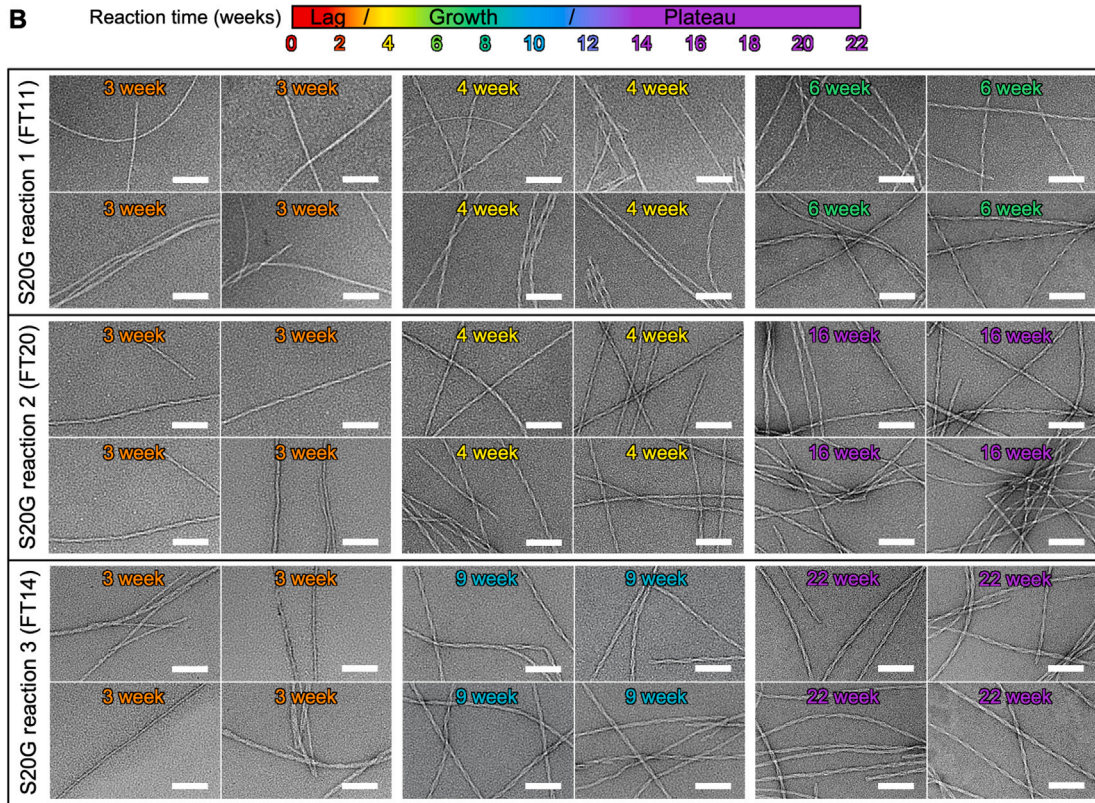 B
Reaction time (weeks)
Lag / Growth / Plateau
0 2 4 6 8 10 12 14 16 18 20 22
S20G reaction 1 (FT11)
3 week 3 week 4 week 4 week 6 week 6 week
3 week 3 week 4 week 4 week 6 week 6 week
S20G reaction 2 (FT20)
3 week 3 week 4 week 4 week 16 week 16 week
3 week 3 week 4 week 4 week 16 week 16 week
S20G reaction 3 (FT14)
3 week 3 week 9 week 9 week 22 week 22 week
3 week 3 week 9 week 9 week 22 week 22 week